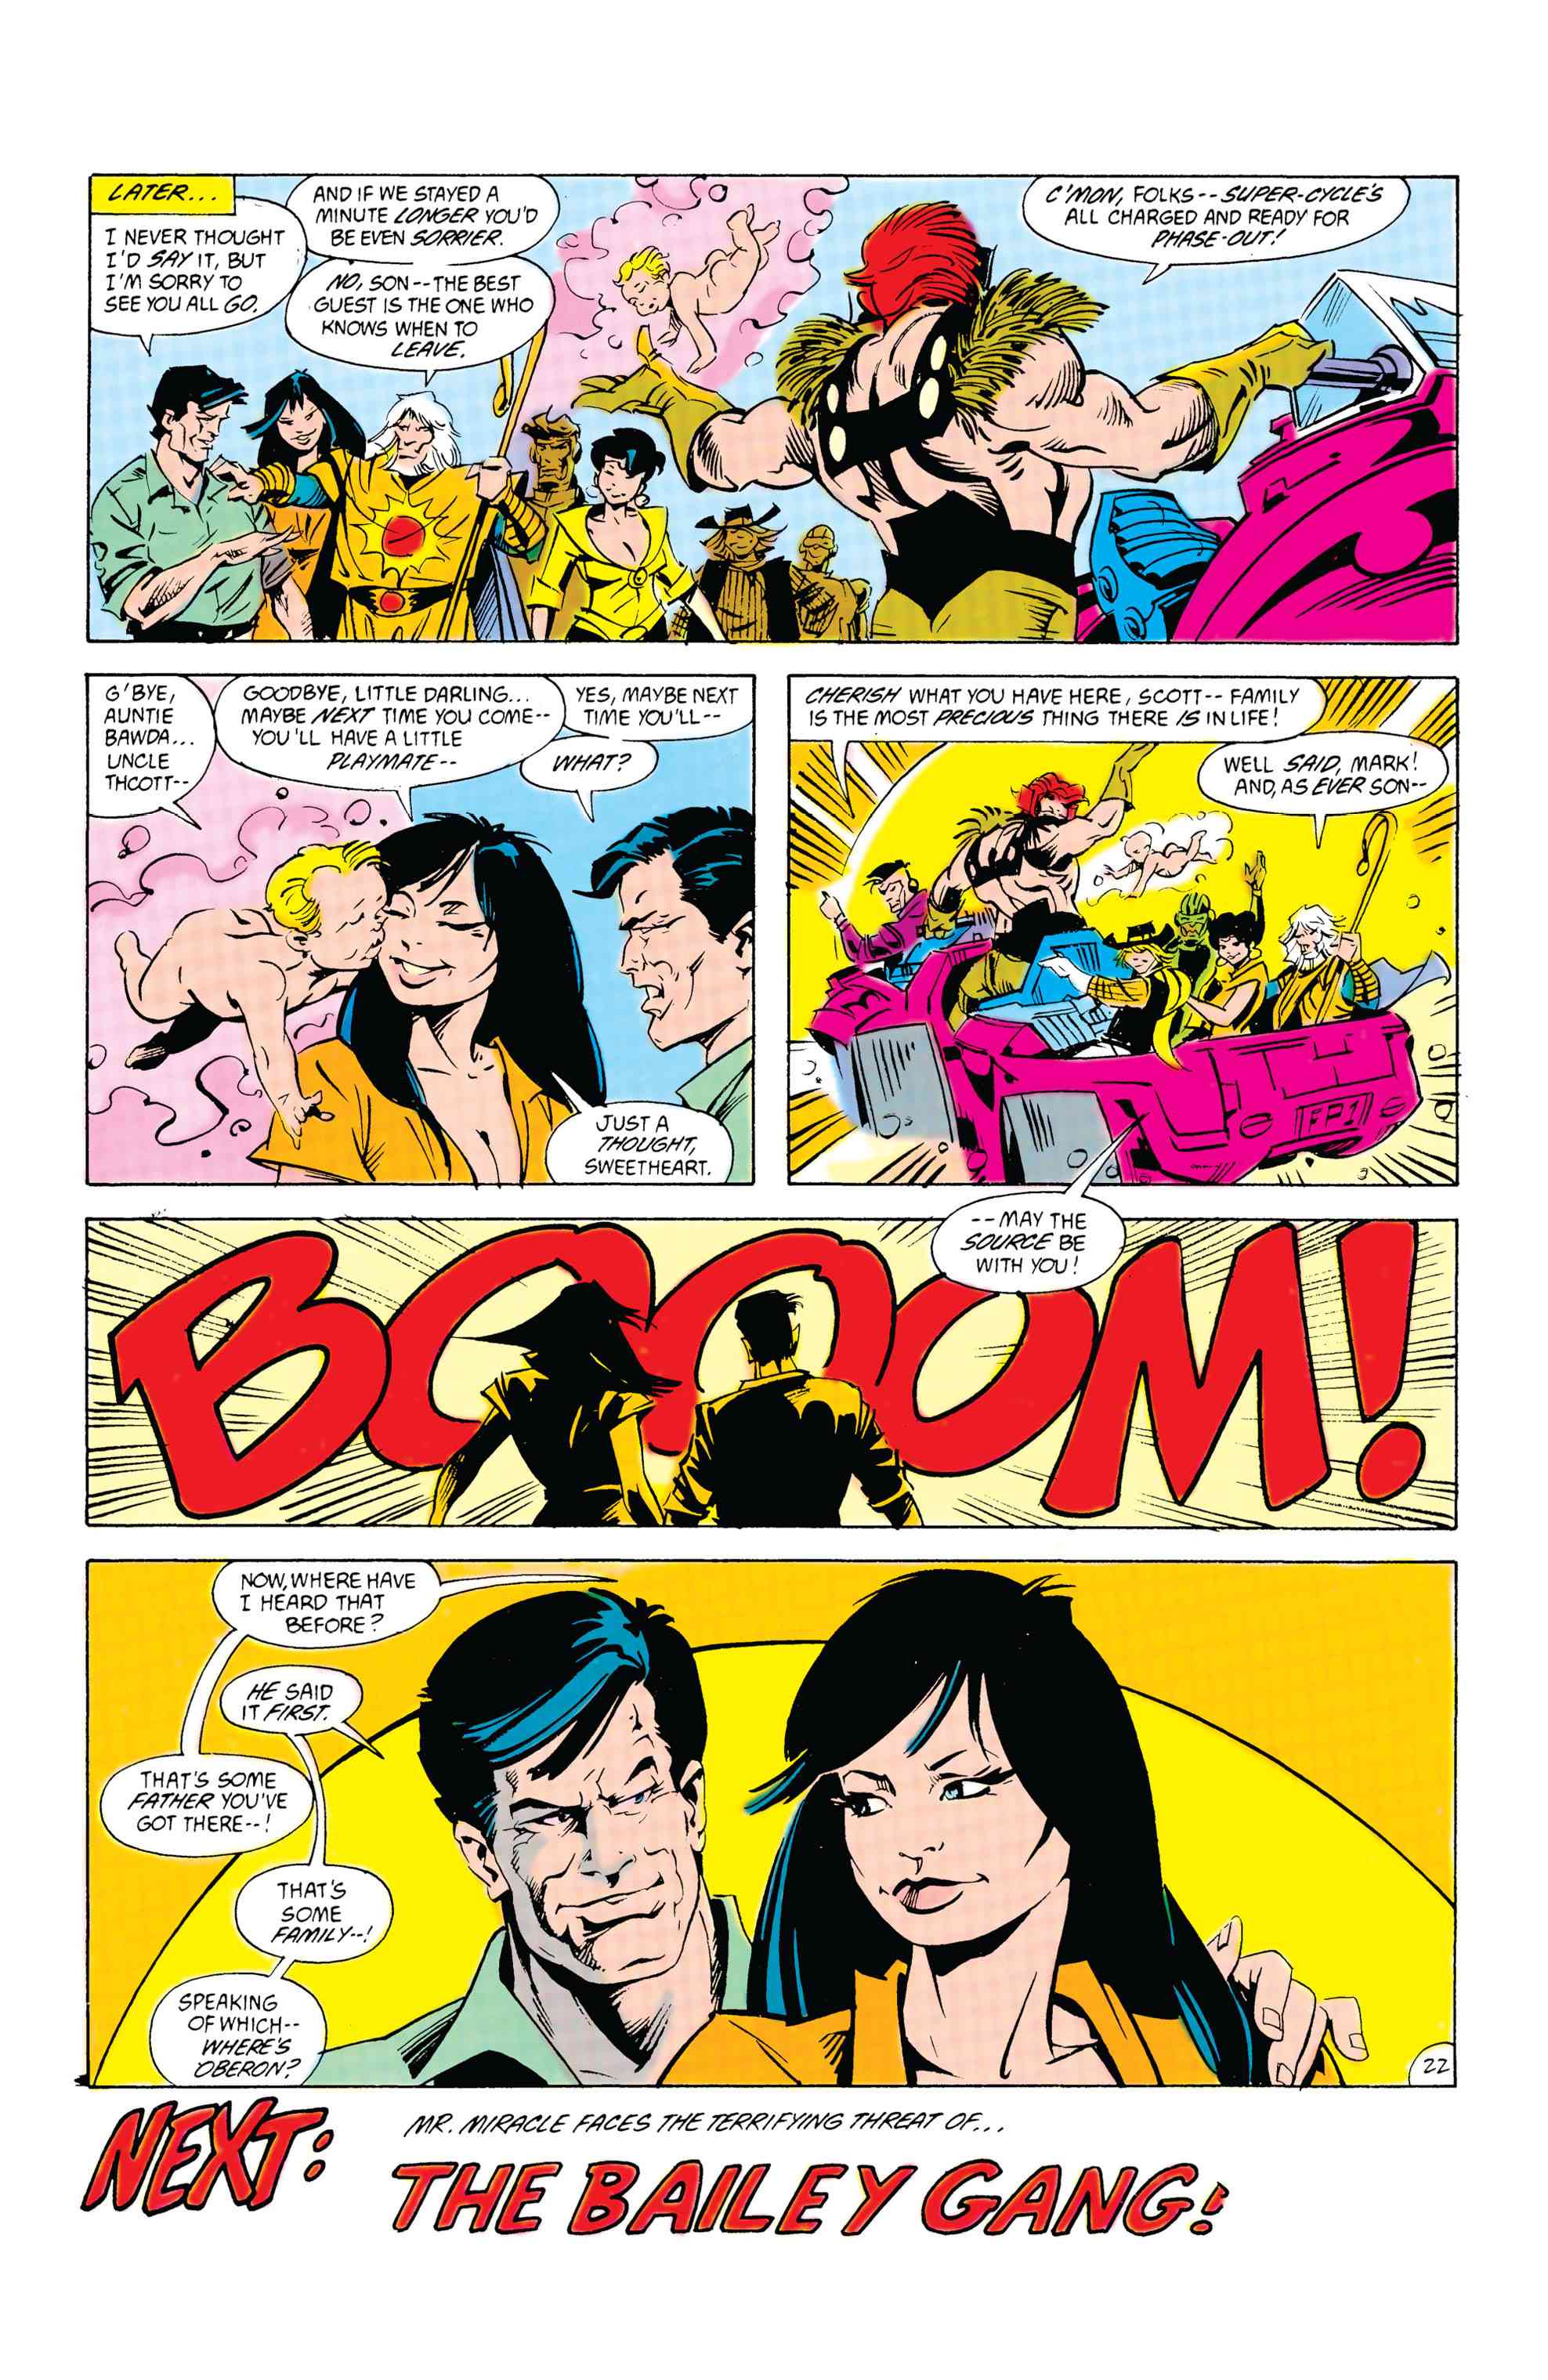 LATER...
I NEVER THOUGHT
I'D SAY IT, BUT
I'M SORRY TO
SEE YOU ALL GO.
AND IF WE STAYED A
MINUTE LONGER YOU'D
BE EVEN SORRIER.
NO, SON--THE BEST
GUEST IS THE ONE WHO
KNOWS WHEN TO
LEAVE.
C'MON, FOLKS--SUPER-CYCLE'S
ALL CHARGED AND READY FOR
PHASE-OUT!
G'BYE,
AUNTIE
BAWDA...
UNCLE
THCOTT--
GOODBYE, LITTLE DARLING...
MAYBE NEXT TIME YOU COME--
YOU'LL HAVE A LITTLE
PLAYMATE--
YES, MAYBE NEXT
TIME YOU'LL--
WHAT?
JUST A
THOUGHT,
SWEETHEART.
CHERISH WHAT YOU HAVE HERE, SCOTT-- FAMILY
IS THE MOST PRECIOUS THING THERE IS IN LIFE!
WELL SAID, MARK!
AND, AS EVER SON--
FP1
--MAY THE
SOURCE BE
WITH YOU!
BOOOM!
NOW, WHERE HAVE
I HEARD THAT
BEFORE?
HE SAID
IT FIRST.
THAT'S SOME
FATHER YOU'VE
GOT THERE--!
THAT'S
SOME
FAMILY--!
SPEAKING
OF WHICH--
WHERE'S
OBERON?
22
NEXT:
MR. MIRACLE FACES THE TERRIFYING THREAT OF...
THE BAILEY GANG!